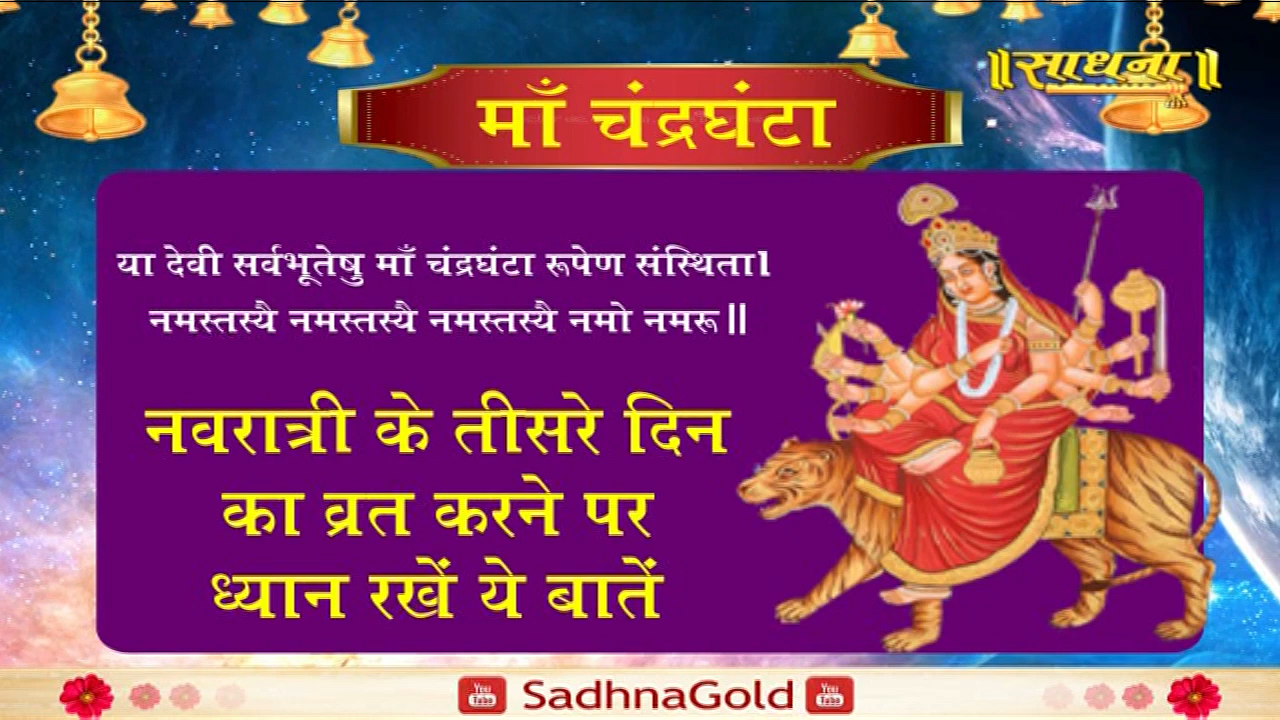 ॥साधना॥
माँ चंद्रघंटा
या देवी सर्वभूतेषु माँ चंद्रघंटा रूपेण संस्थिता।
नमस्तस्यै नमस्तस्यै नमस्तस्यै नमो नमरू॥
नवरात्री के तीसरे दिन
का व्रत करने पर
ध्यान रखें ये बातें
You Tube SadhnaGold You Tube